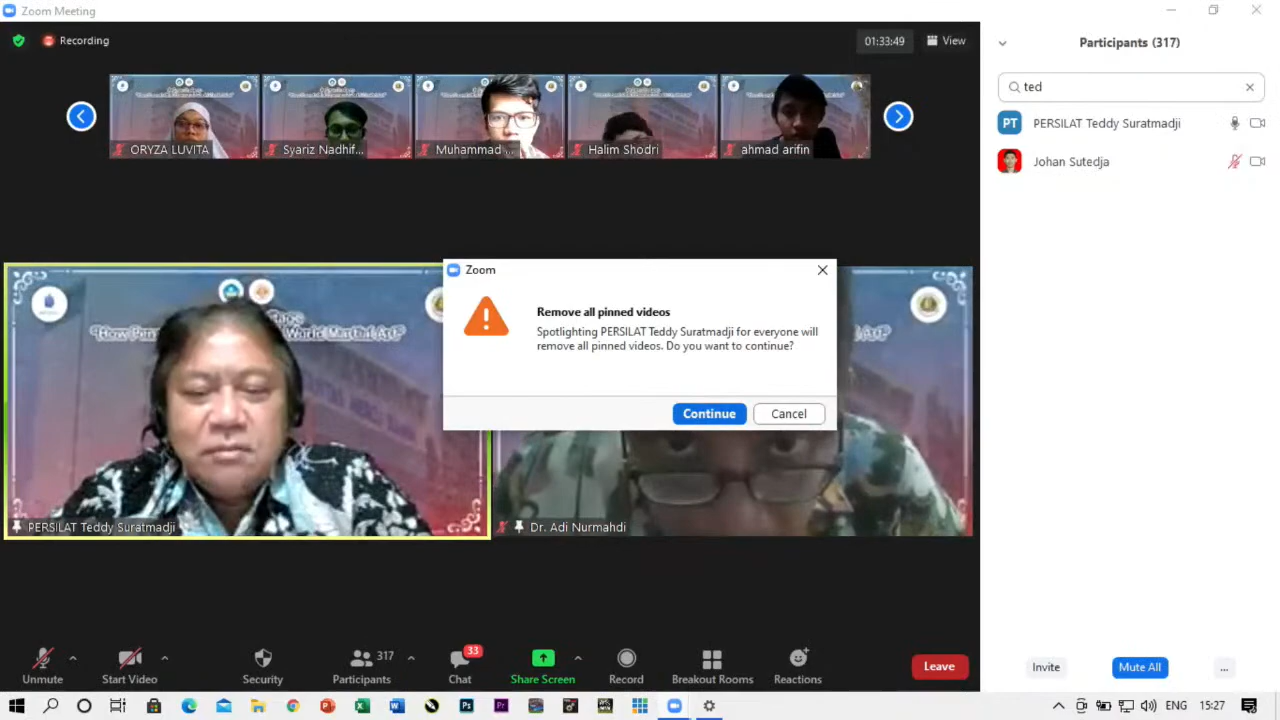 Zoom Meeting
Recording
01:33:49
View
Participants (317)
ted
PERSILAT Teddy Suratmadji
Johan Sutedja
ORYZA LUVITA
Syariz Nadhif...
Muhammad ...
Halim Shodri
ahmad arifin
Zoom
Remove all pinned videos
Spotlighting PERSILAT Teddy Suratmadji for everyone will
remove all pinned videos. Do you want to continue?
Continue
Cancel
PERSILAT Teddy Suratmadji
Dr. Adi Nurmahdi
PT
Unmute
Start Video
Security
317
Participants
33
Chat
Share Screen
Record
Breakout Rooms
Reactions
Leave
Invite
Mute All
...
ENG
15:27